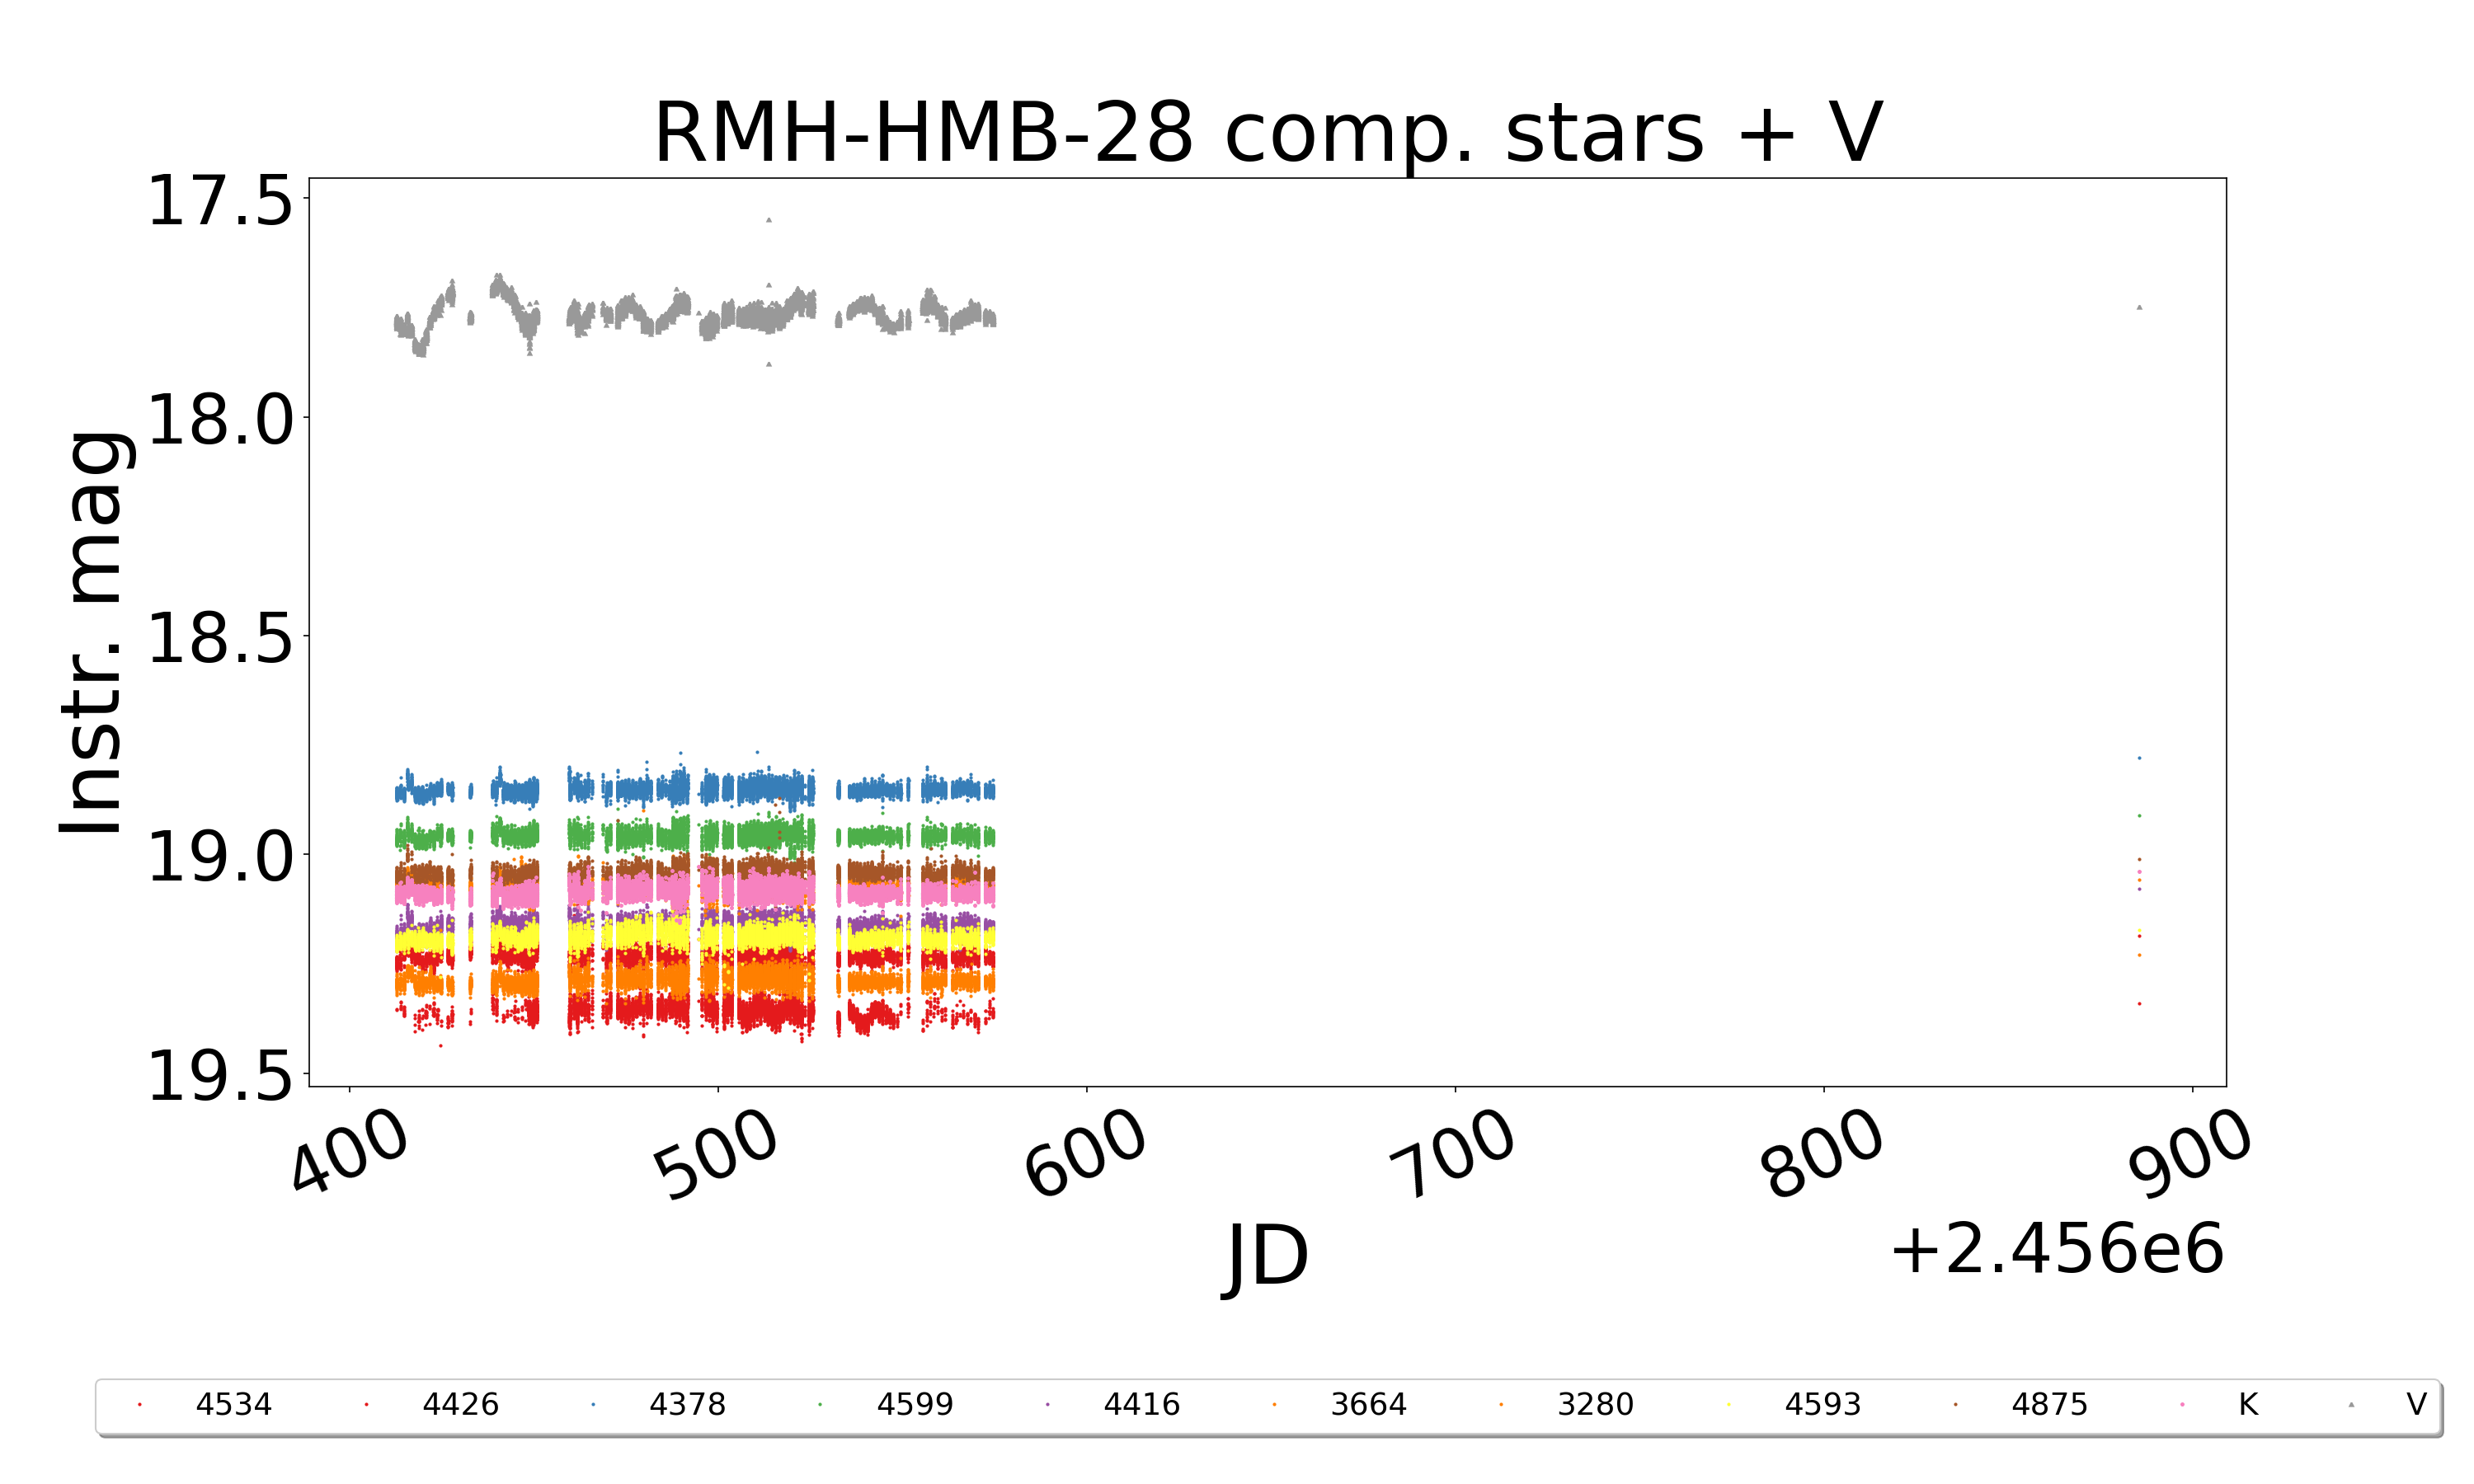 RMH-HMB-28 comp. stars + V
17.5
18.0
18.5
19.0
19.5
Instr. mag
400 500 600 700 800 900
JD
+2.456e6
4534 4426 4378 4599 4416 3664 3280 4593 4875 K V